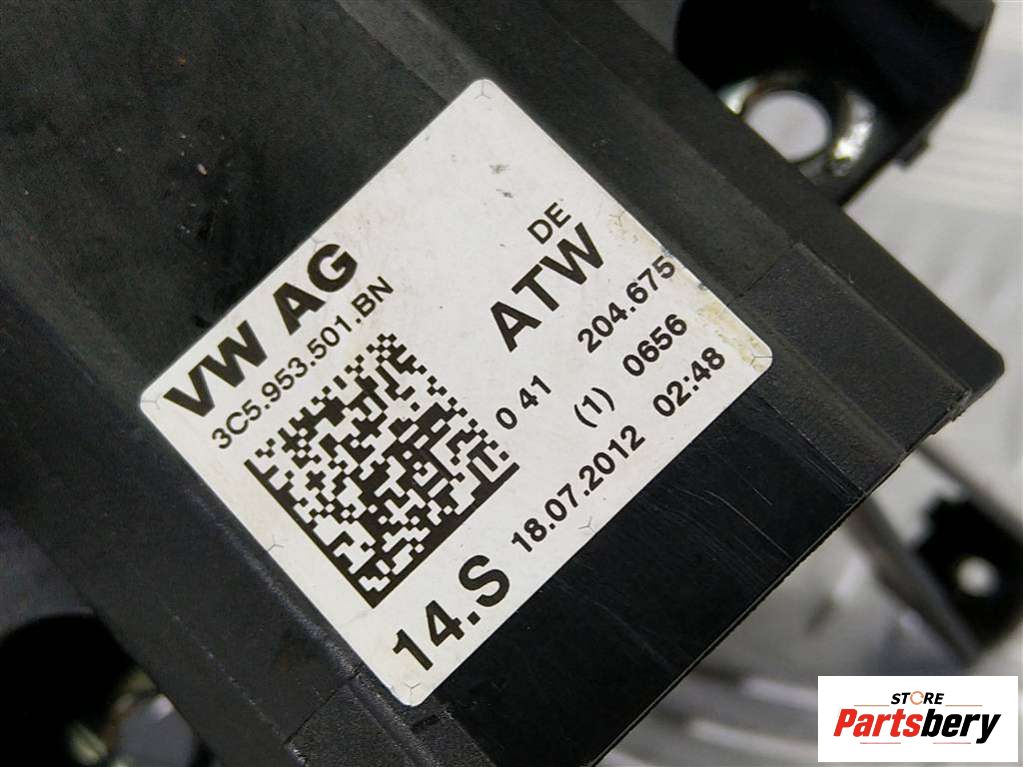 VW AG
3C5.953.501.BN
DE
ATW
0 41 204.675
(1) 0656
18.07.2012 02:48
14.S
STORE
Partsbery